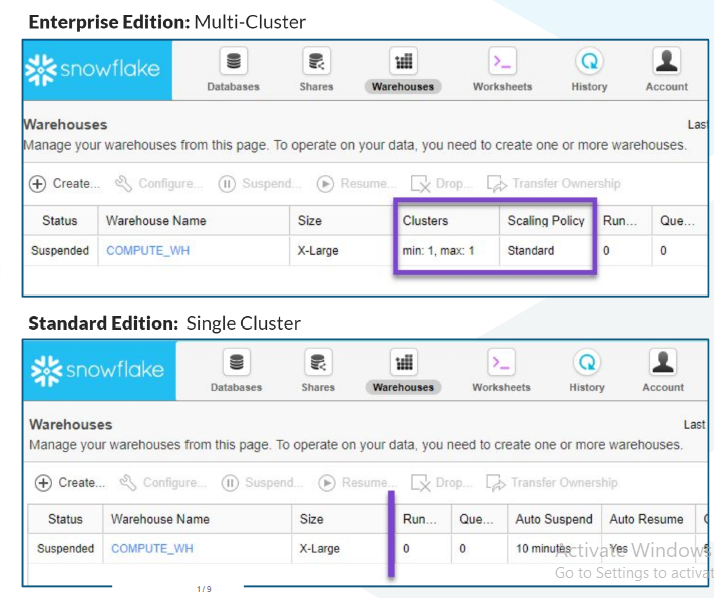 Enterprise Edition: Multi-Cluster
snowflake
Databases Shares Warehouses Worksheets History Account
Warehouses Last
Manage your warehouses from this page. To operate on your data, you need to create one or more warehouses.
Create... Configure... Suspend... Resume... Drop... Transfer Ownership
Status Warehouse Name Size Clusters Scaling Policy Run... Que...
Suspended COMPUTE_WH X-Large min: 1, max: 1 Standard 0 0
Standard Edition: Single Cluster
snowflake
Databases Shares Warehouses Worksheets History Account
Warehouses Last
Manage your warehouses from this page. To operate on your data, you need to create one or more warehouses.
Create... Configure... Suspend... Resume... Drop... Transfer Ownership
Status Warehouse Name Size Run... Que... Auto Suspend Auto Resume
Suspended COMPUTE_WH X-Large 0 0 10 minutes Yes
Activate Windows
Go to Settings to activat
1 / 9